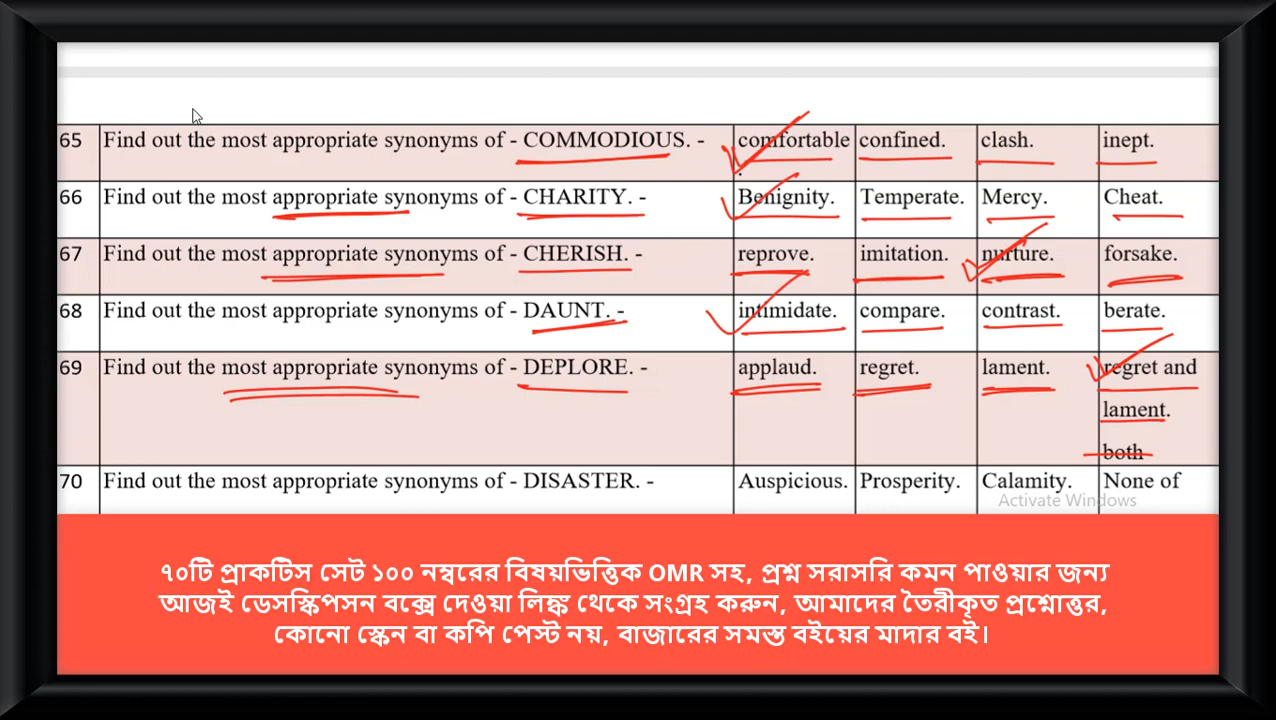 65 Find out the most appropriate synonyms of - COMMODIOUS. - comfortable confined. clash. inept.
.
66 Find out the most appropriate synonyms of - CHARITY. - Benignity. Temperate. Mercy. Cheat.
67 Find out the most appropriate synonyms of - CHERISH. - reprove. imitation. nurture. forsake.
68 Find out the most appropriate synonyms of - DAUNT. - intimidate. compare. contrast. berate.
69 Find out the most appropriate synonyms of - DEPLORE. - applaud. regret. lament. regret and
lament.
both
70 Find out the most appropriate synonyms of - DISASTER. - Auspicious. Prosperity. Calamity. None of
Activate Windows
৭০টি প্রাকটিস সেট ১০০ নম্বরের বিষয়ভিত্তিক OMR সহ, প্রশ্ন সরাসরি কমন পাওয়ার জন্য
আজই ডেসস্কিপসন বক্সে দেওয়া লিঙ্ক থেকে সংগ্রহ করুন, আমাদের তৈরীকৃত প্রশ্নোত্তর,
কোনো স্কেন বা কপি পেস্ট নয়, বাজারের সমস্ত বইয়ের মাদার বই।